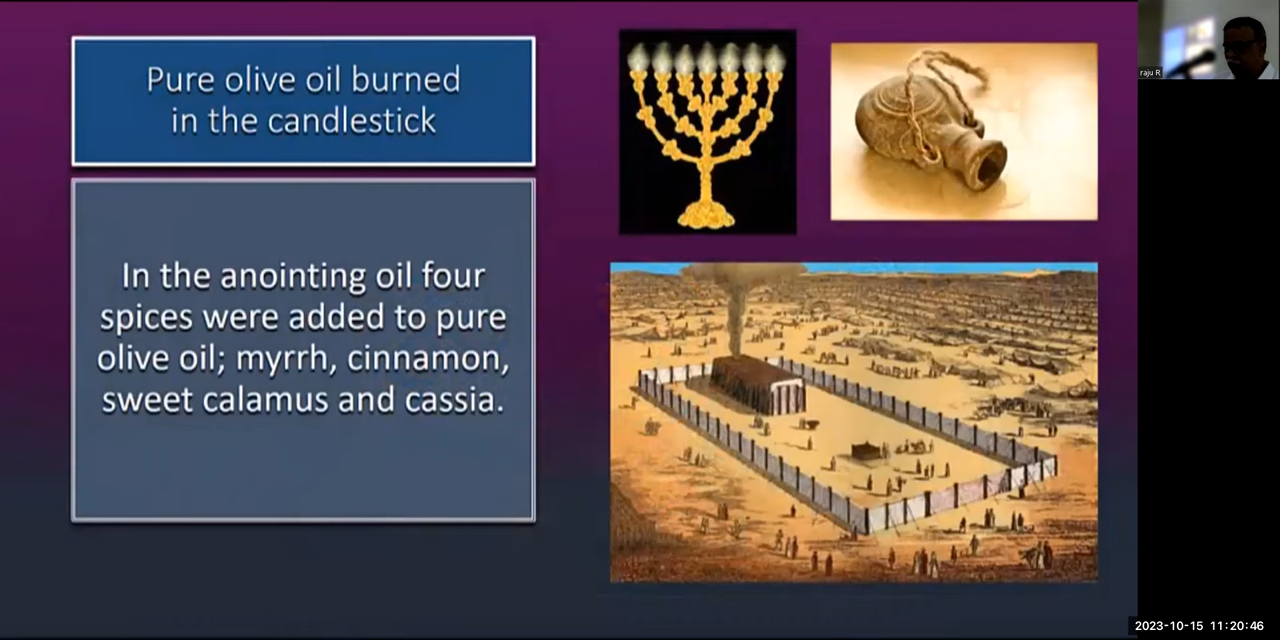 Pure olive oil burned
in the candlestick
In the anointing oil four
spices were added to pure
olive oil; myrrh, cinnamon,
sweet calamus and cassia.
raju R
2023-10-15 11:20:46